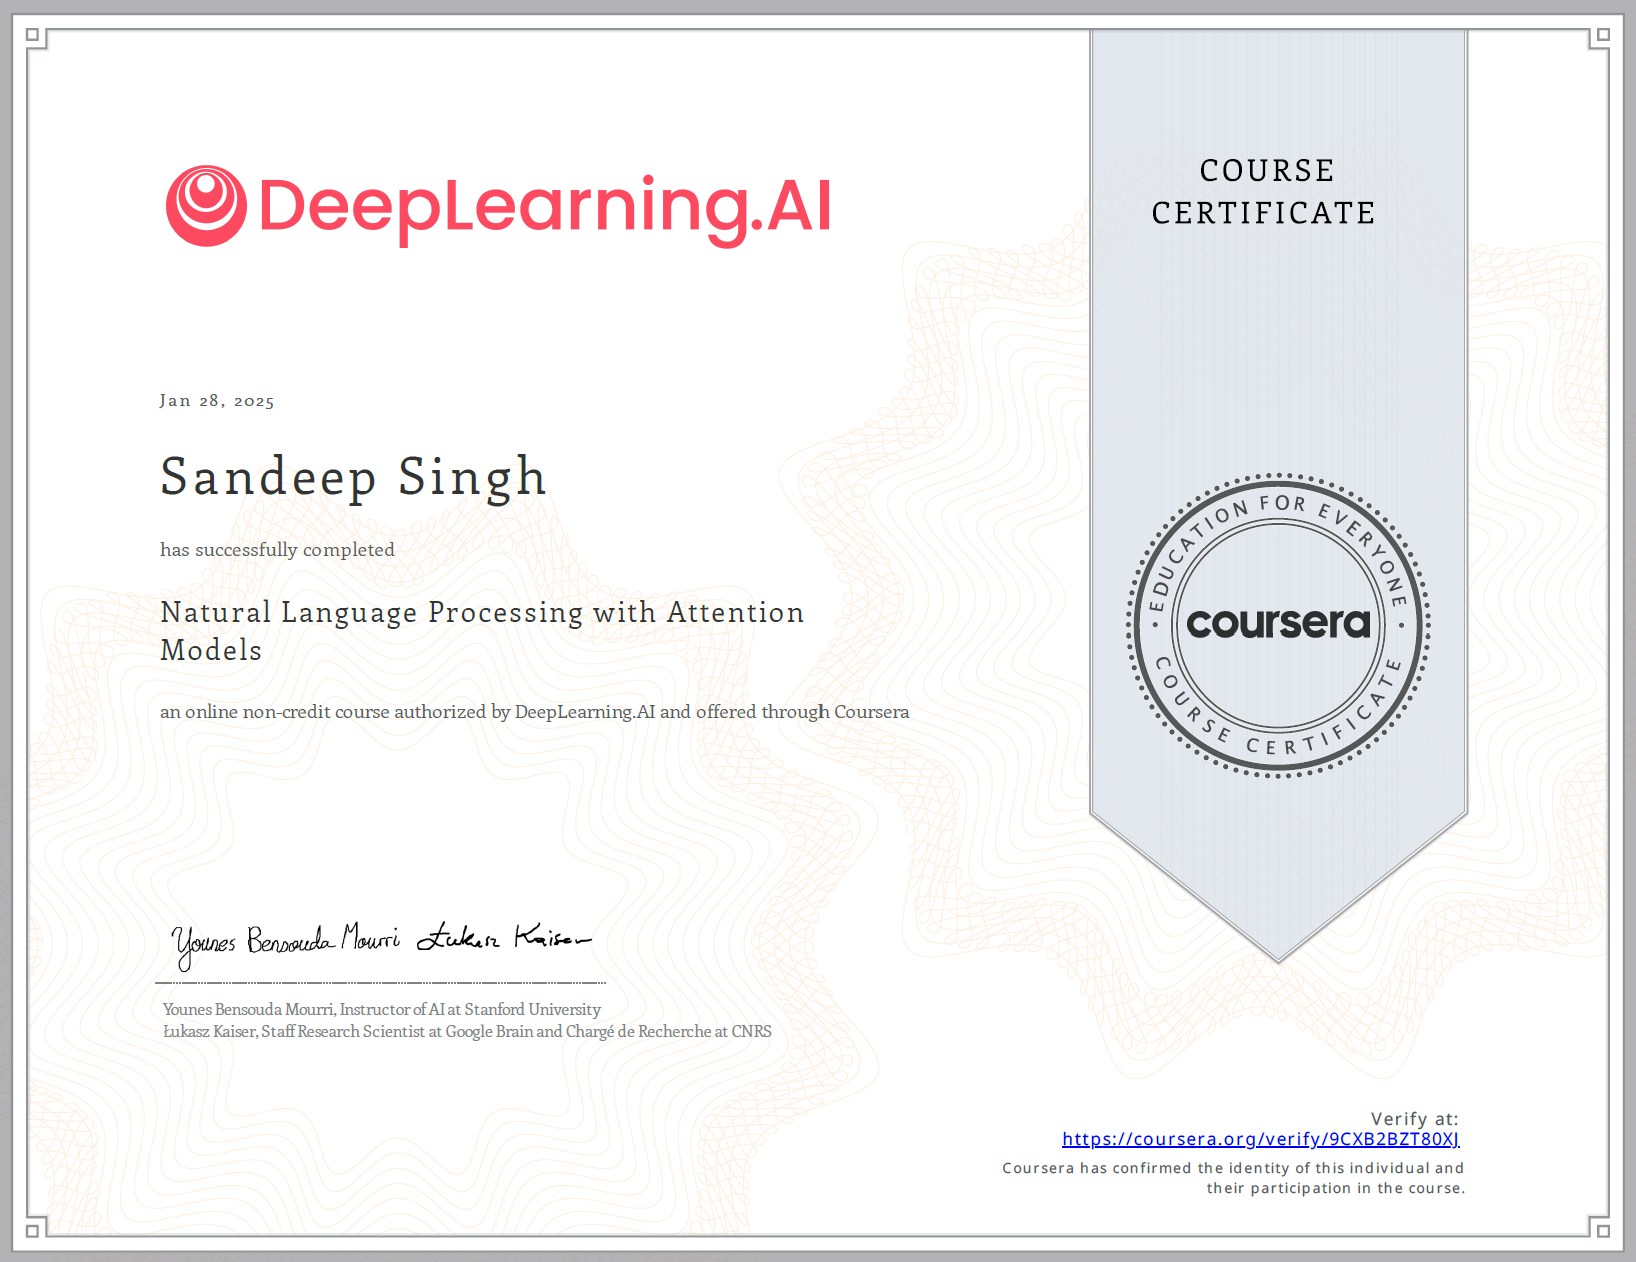 DeepLearning.AI
COURSE
CERTIFICATE
Jan 28, 2025
Sandeep Singh
has successfully completed
Natural Language Processing with Attention
Models
an online non-credit course authorized by DeepLearning.AI and offered through Coursera
EDUCATION FOR EVERYONE
coursera
COURSE CERTIFICATE
Younes Bensouda Mourri Łukasz Kaiser
Younes Bensouda Mourri, Instructor of AI at Stanford University
Łukasz Kaiser, Staff Research Scientist at Google Brain and Chargé de Recherche at CNRS
Verify at:
https://coursera.org/verify/9CXB2BZT80XJ
Coursera has confirmed the identity of this individual and
their participation in the course.